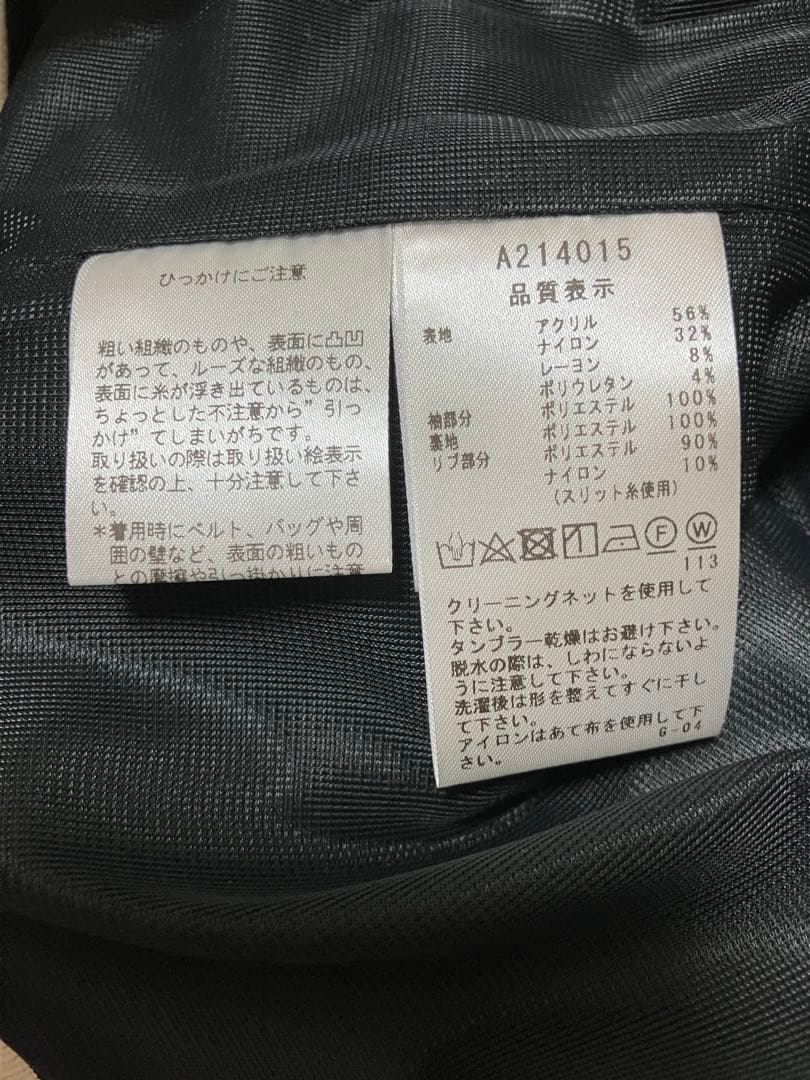 ひっかけにご注意
粗い組織のものや、表面に凸凹
があって、ルーズな組織のもの、
表面に糸が浮き出ているものは、
ちょっとした不注意から”引っ
かけ”てしまいがちです。
取り扱いの際は取り扱い絵表示
を確認の上、十分注意して下さ
い。
*着用時にベルト、バッグや周
囲の壁など、表面の粗いもの
との摩擦や引っ掛かりに注意
A214015
品質表示
表地 アクリル 56%
ナイロン 32%
レーヨン 8%
ポリウレタン 4%
袖部分 ポリエステル 100%
裏地 ポリエステル 100%
リブ部分 ポリエステル 90%
ナイロン 10%
(スリット糸使用)
F W
113
クリーニングネットを使用して
下さい。
タンブラー乾燥はお避け下さい。
脱水の際は、しわにならないよ
うに注意して下さい。
洗濯後は形を整えてすぐに干し
て下さい。
アイロンはあて布を使用して下
さい。
G-04